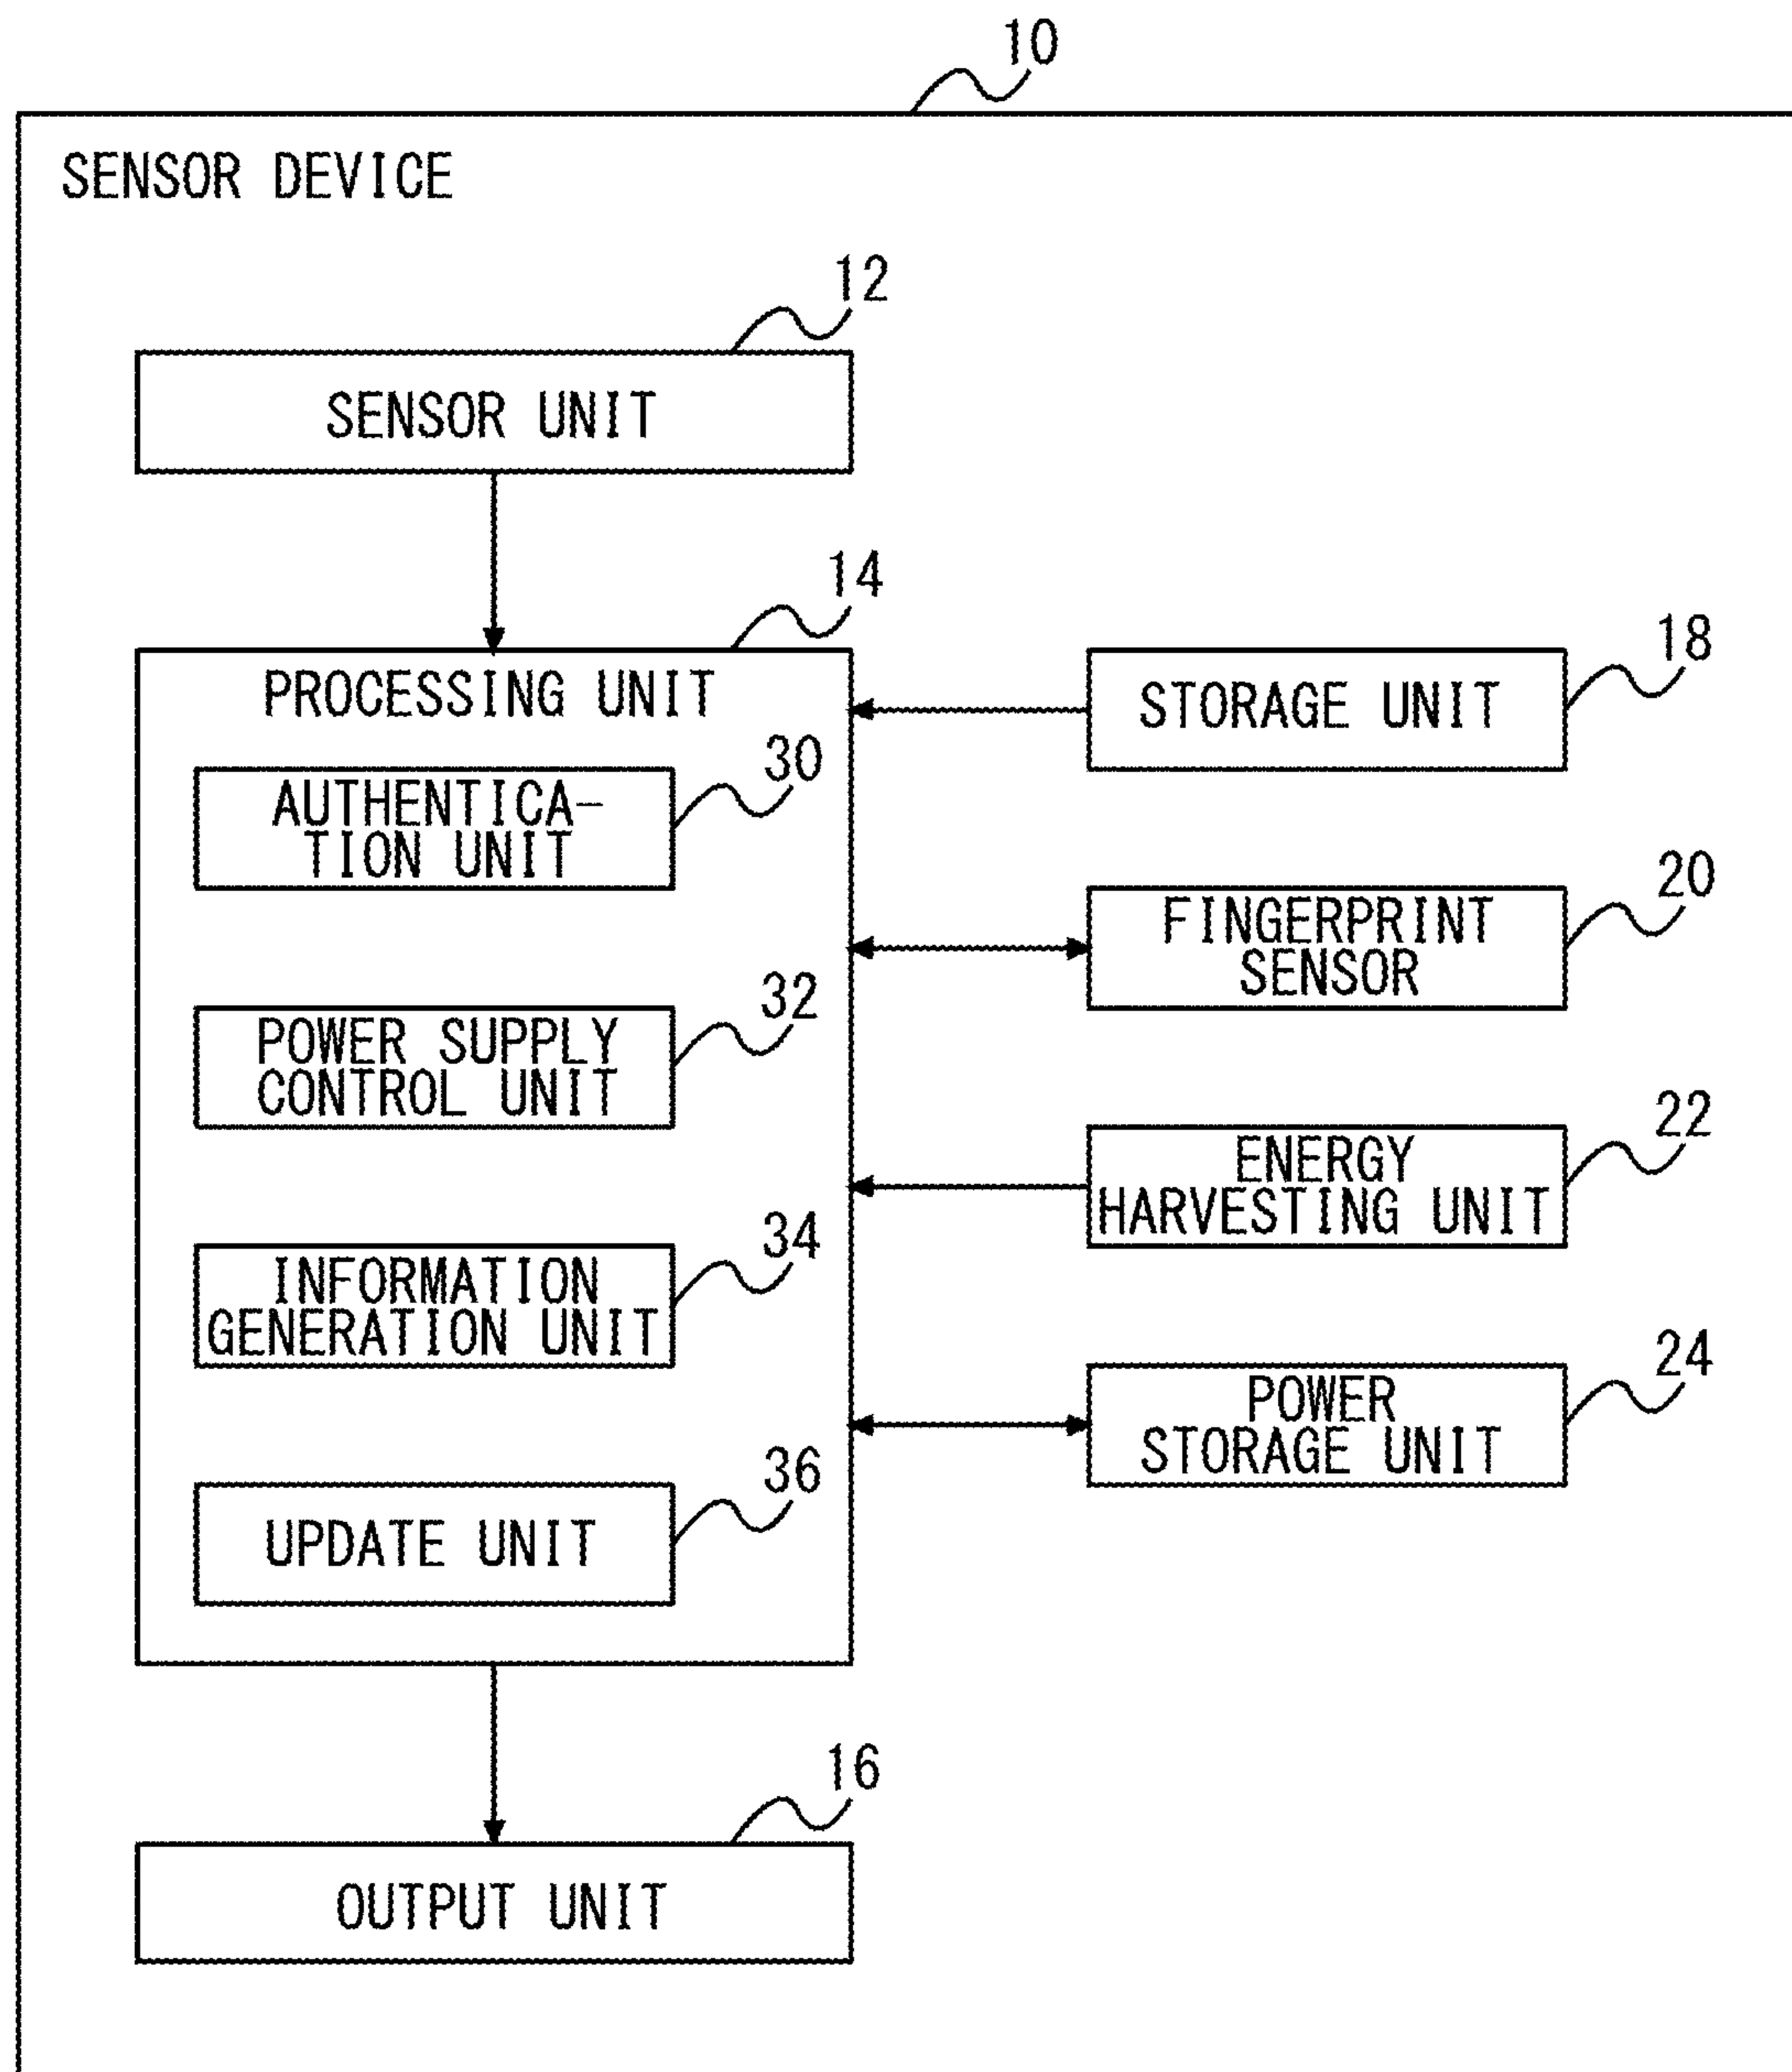 10
SENSOR DEVICE
12
SENSOR UNIT
14
PROCESSING UNIT
18
STORAGE UNIT
30
AUTHENTICA-
TION UNIT
20
FINGERPRINT
SENSOR
32
POWER SUPPLY
CONTROL UNIT
22
ENERGY
HARVESTING UNIT
34
INFORMATION
GENERATION UNIT
24
POWER
STORAGE UNIT
36
UPDATE UNIT
16
OUTPUT UNIT